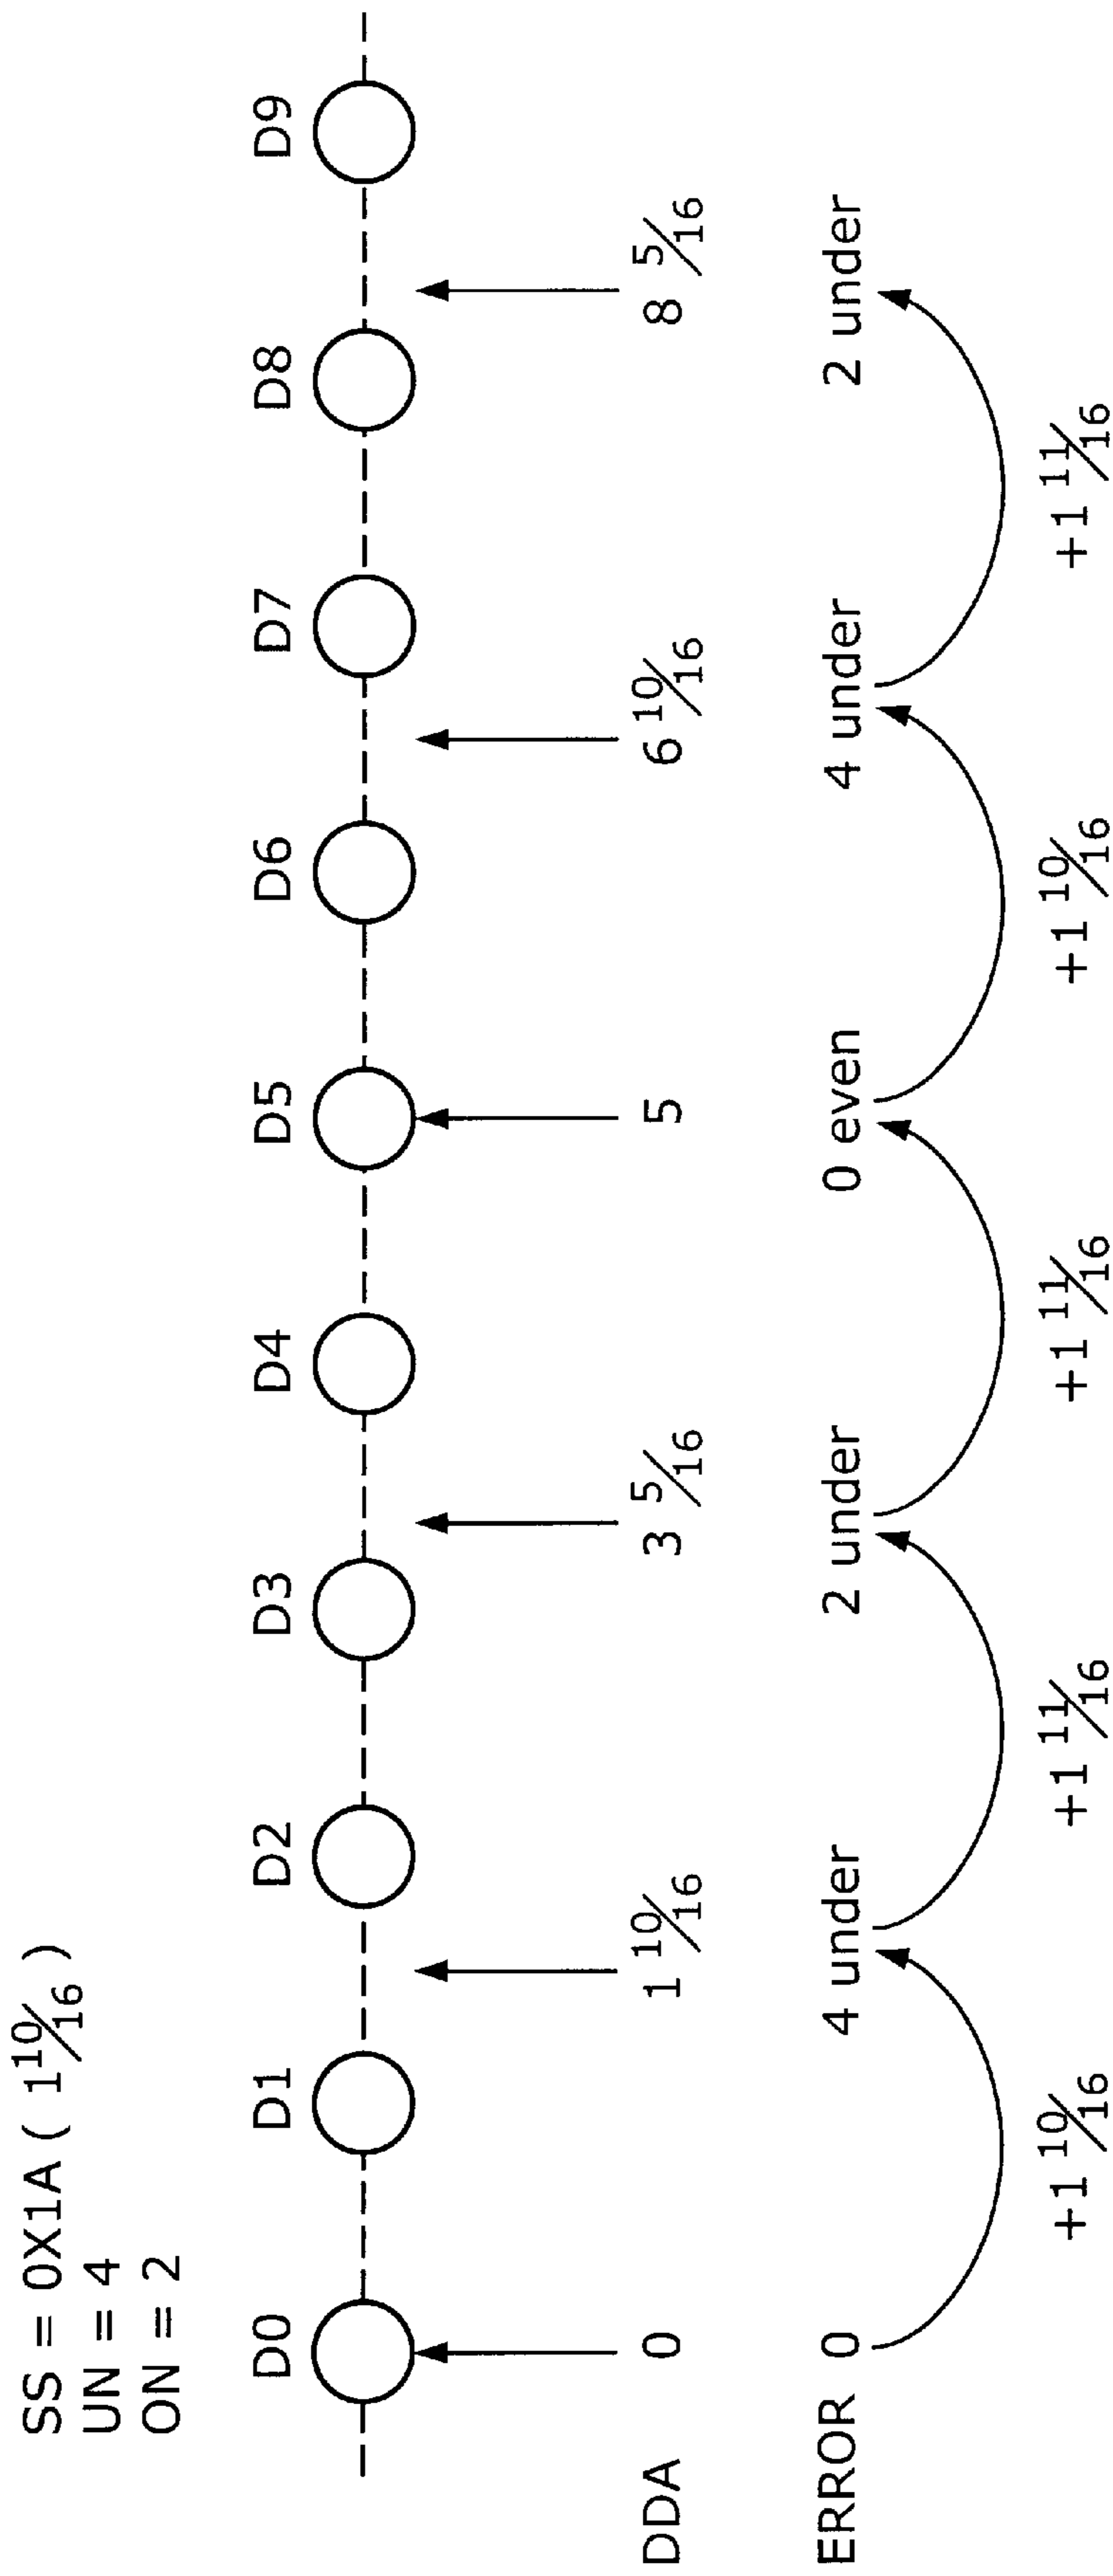 SS = 0X1A ( 1 10/16 )
UN = 4
ON = 2
D0 D1 D2 D3 D4 D5 D6 D7 D8 D9
DDA 0 1 10/16 3 5/16 5 6 10/16 8 5/16
ERROR 0 4 under 2 under 0 even 4 under 2 under
+1 10/16 +1 11/16 +1 11/16 +1 10/16 +1 11/16